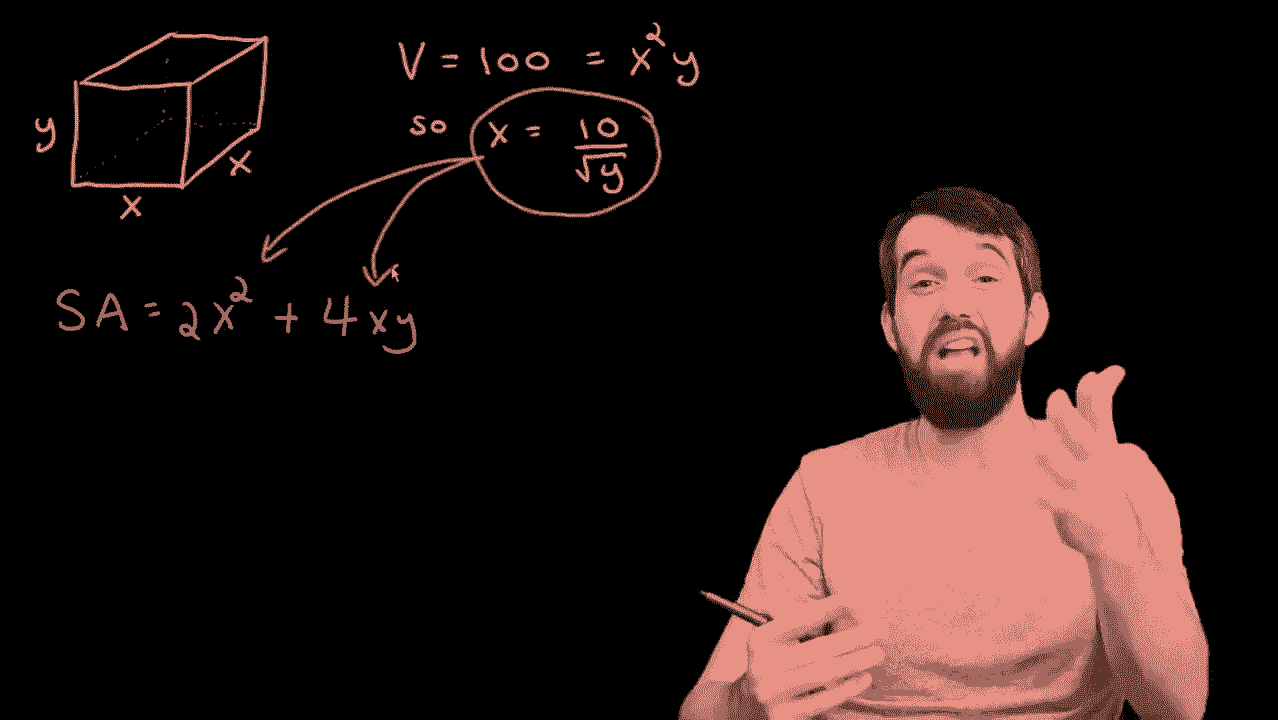 V = 100 = x²y
y
so x = 10/√y
x
x
SA = 2x² + 4xy